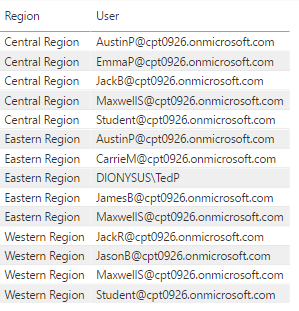 Region User
Central Region AustinP@cpt0926.onmicrosoft.com
Central Region EmmaP@cpt0926.onmicrosoft.com
Central Region JackB@cpt0926.onmicrosoft.com
Central Region MaxwellS@cpt0926.onmicrosoft.com
Central Region Student@cpt0926.onmicrosoft.com
Eastern Region AustinP@cpt0926.onmicrosoft.com
Eastern Region CarrieM@cpt0926.onmicrosoft.com
Eastern Region DIONYSUS\TedP
Eastern Region JamesB@cpt0926.onmicrosoft.com
Eastern Region MaxwellS@cpt0926.onmicrosoft.com
Western Region JackR@cpt0926.onmicrosoft.com
Western Region JasonB@cpt0926.onmicrosoft.com
Western Region MaxwellS@cpt0926.onmicrosoft.com
Western Region Student@cpt0926.onmicrosoft.com